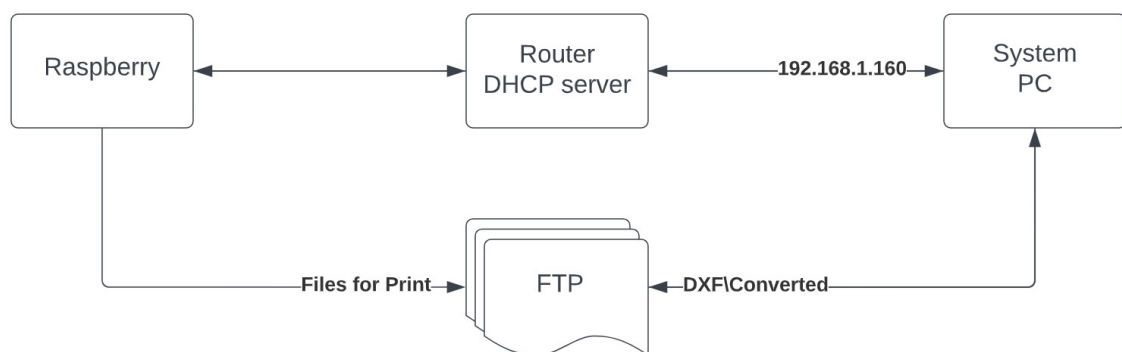 Raspberry
Router
DHCP server
192.168.1.160
System
PC
Files for Print
FTP
DXF\Converted